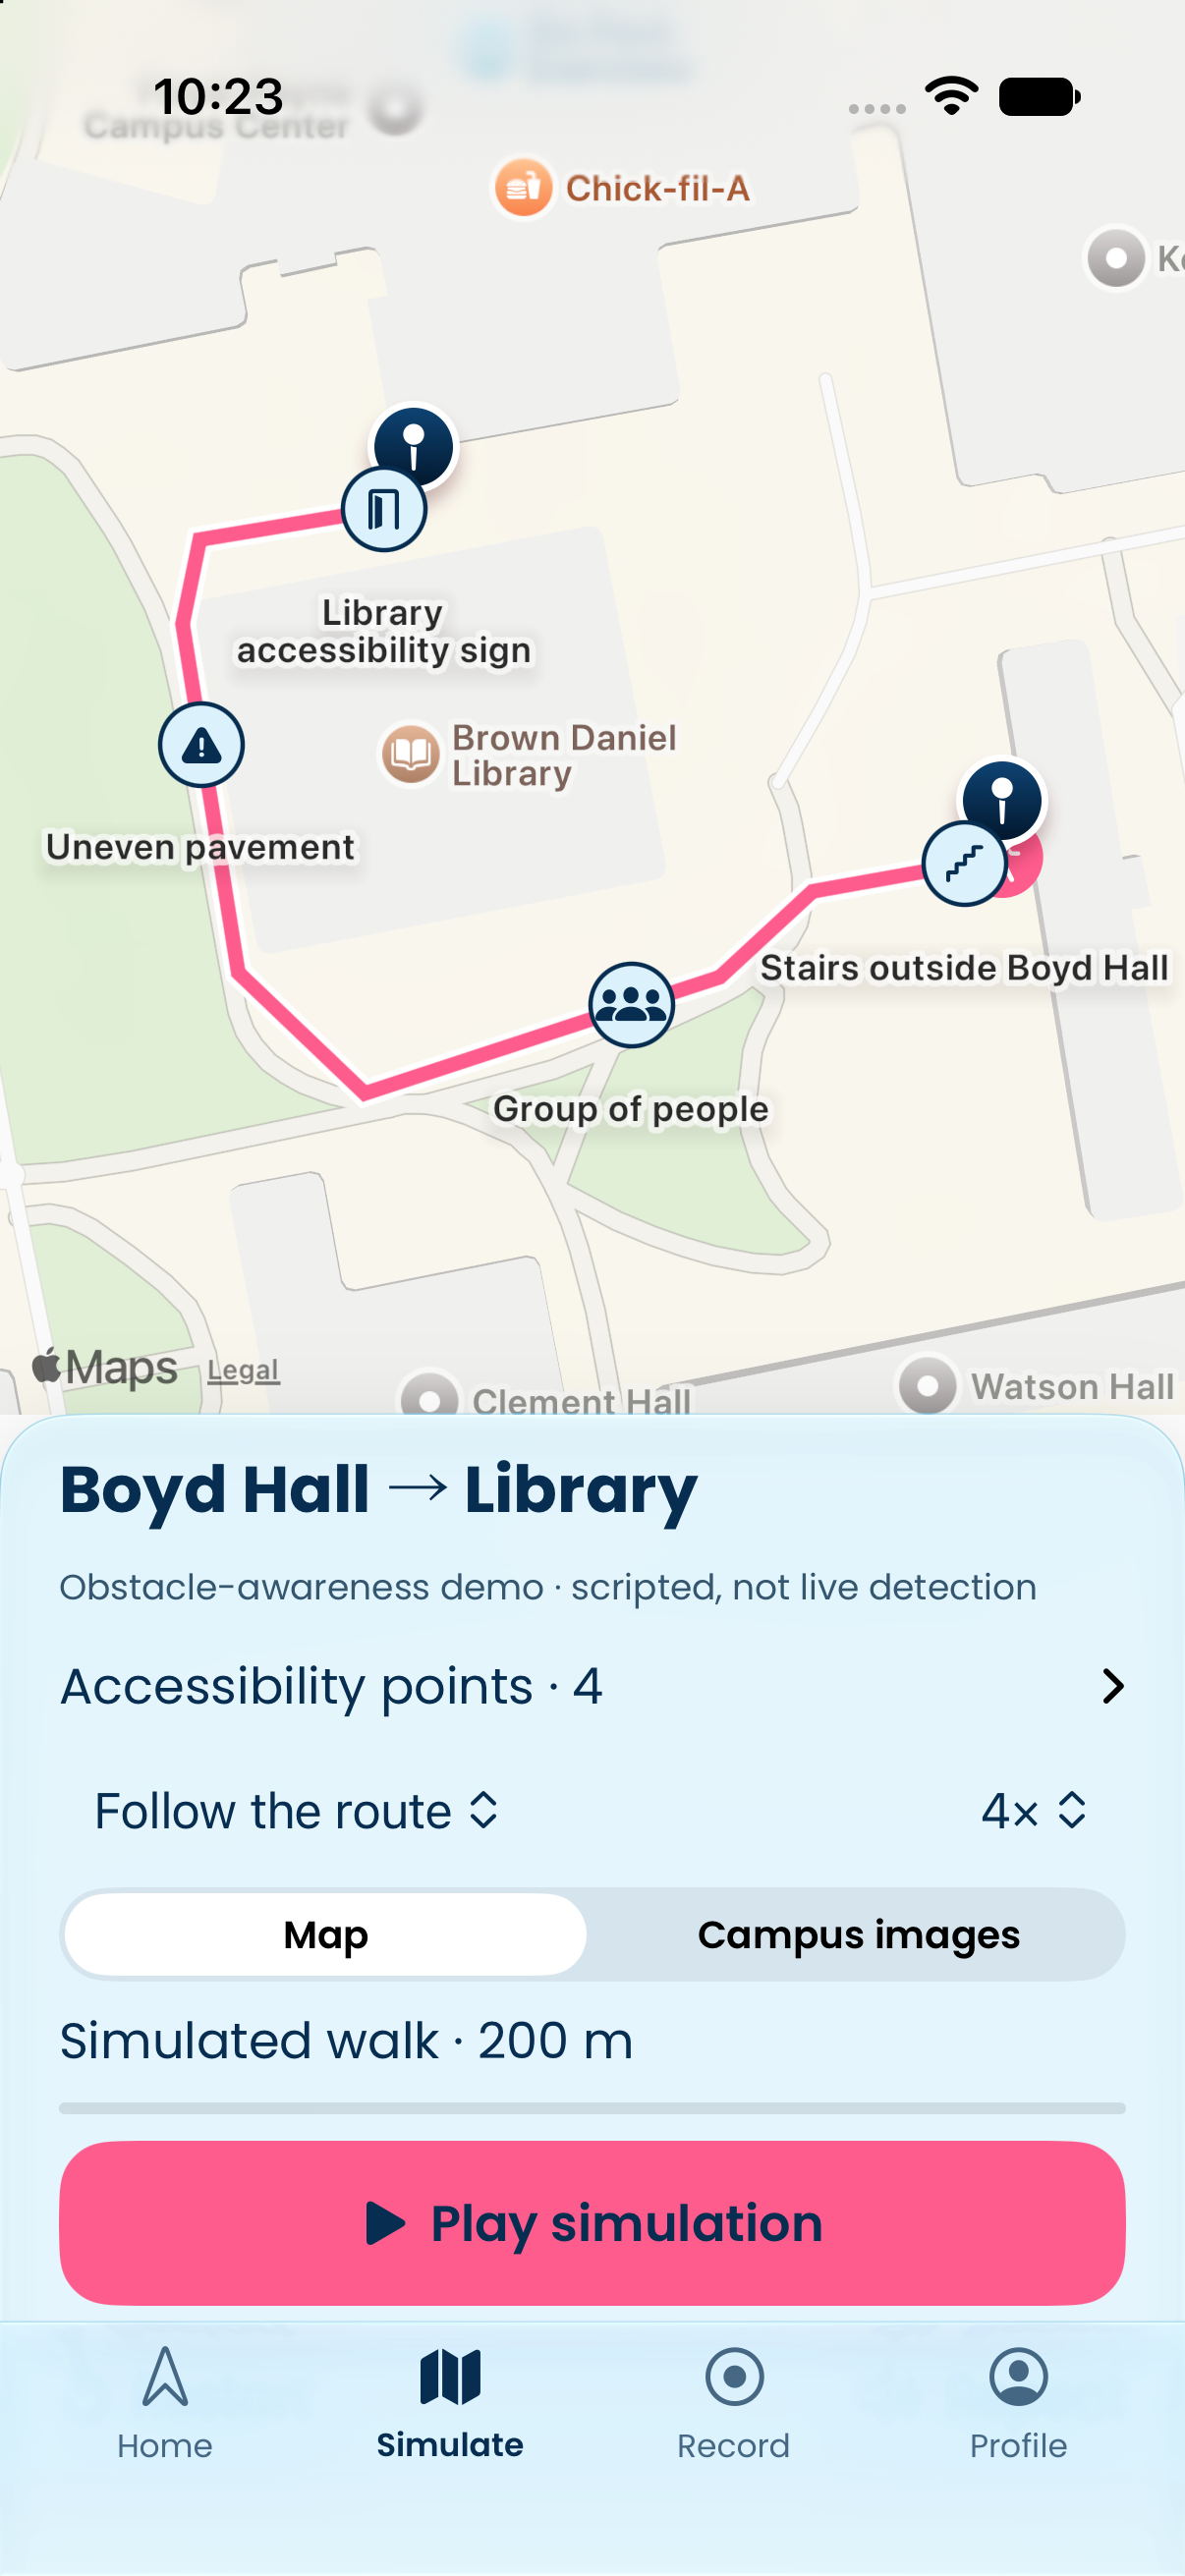 10:23
Campus Center
Chick-fil-A
Library
accessibility sign
Brown Daniel
Library
Uneven pavement
Stairs outside Boyd Hall
Group of people
Maps Legal
Clement Hall
Watson Hall
Boyd Hall → Library
Obstacle-awareness demo · scripted, not live detection
Accessibility points · 4
Follow the route
4×
Map
Campus images
Simulated walk · 200 m
Play simulation
Home
Simulate
Record
Profile